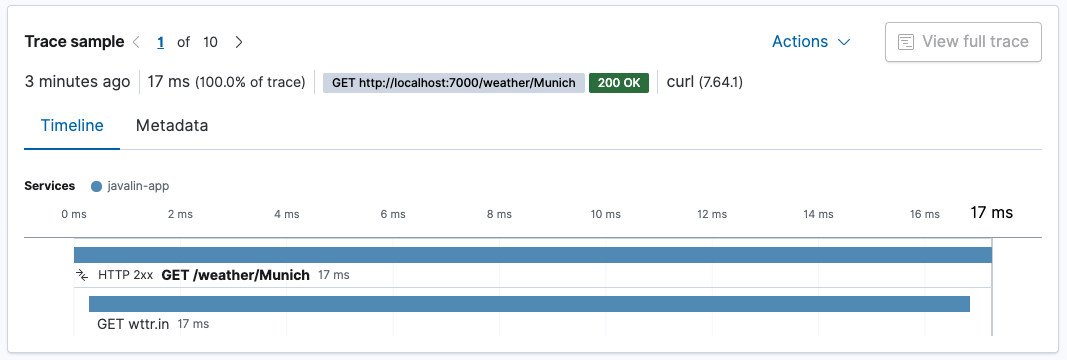 Trace sample 1 of 10
Actions
View full trace
3 minutes ago 17 ms (100.0% of trace) GET http://localhost:7000/weather/Munich 200 OK curl (7.64.1)
Timeline Metadata
Services javalin-app
0 ms 2 ms 4 ms 6 ms 8 ms 10 ms 12 ms 14 ms 16 ms 17 ms
HTTP 2xx GET /weather/Munich 17 ms
GET wttr.in 17 ms